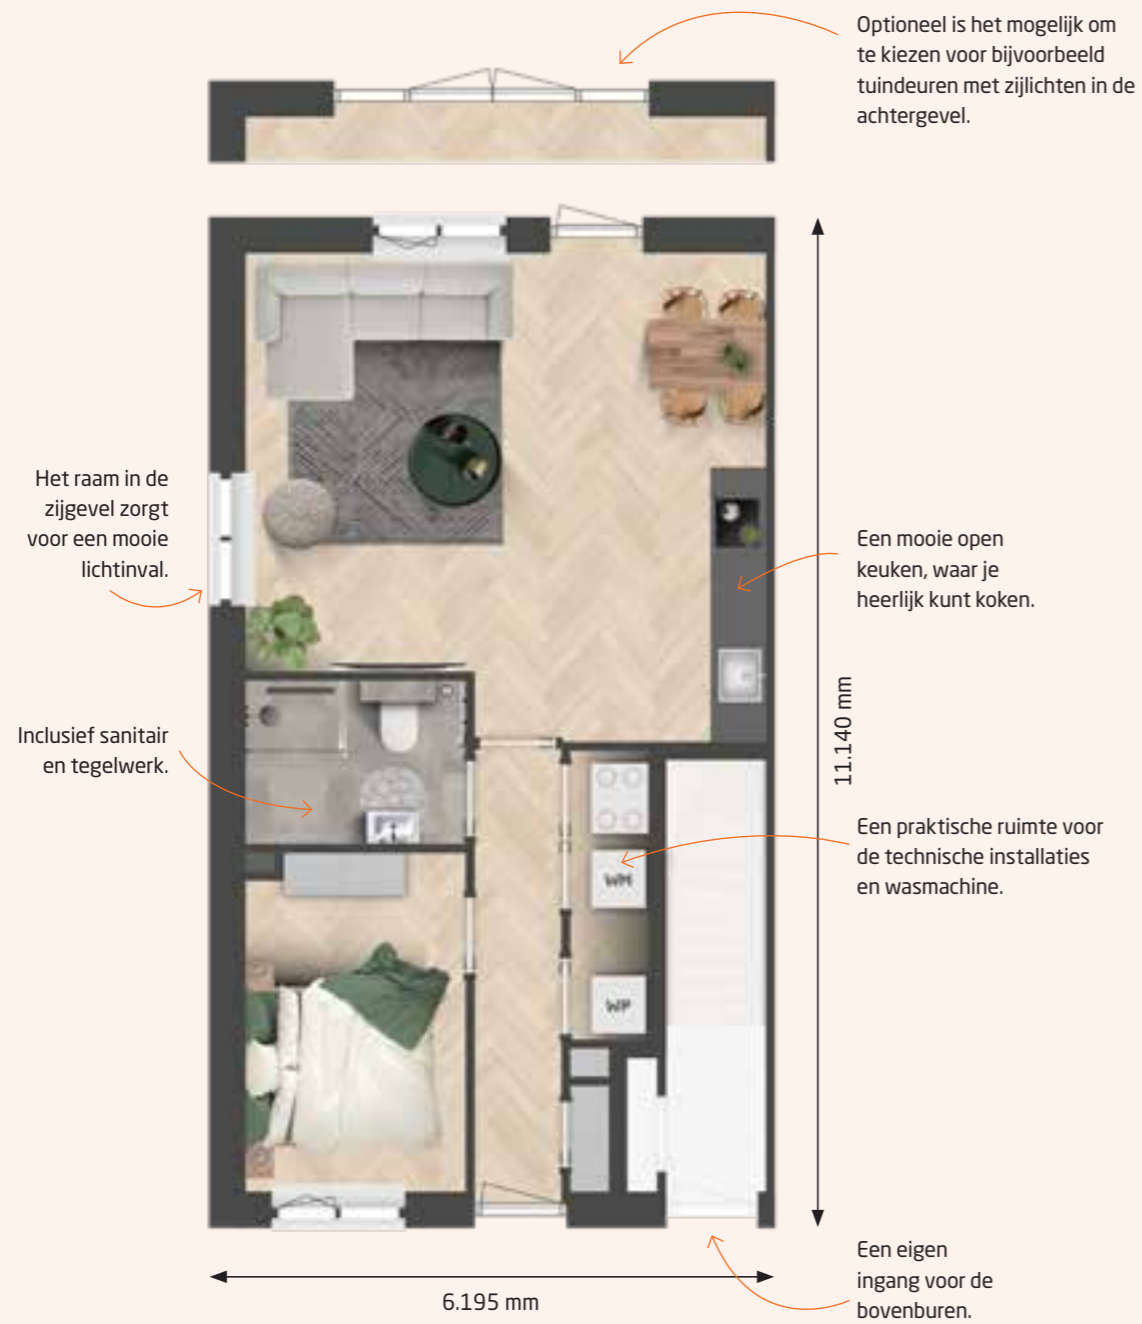 Optioneel is het mogelijk om
te kiezen voor bijvoorbeeld
tuindeuren met zijlichten in de
achtergevel.
Het raam in de
zijgevel zorgt
voor een mooie
lichtinval.
Een mooie open
keuken, waar je
heerlijk kunt koken.
11.140 mm
Inclusief sanitair
en tegelwerk.
Een praktische ruimte voor
de technische installaties
en wasmachine.
WM
WP
Een eigen
ingang voor de
bovenburen.
6.195 mm